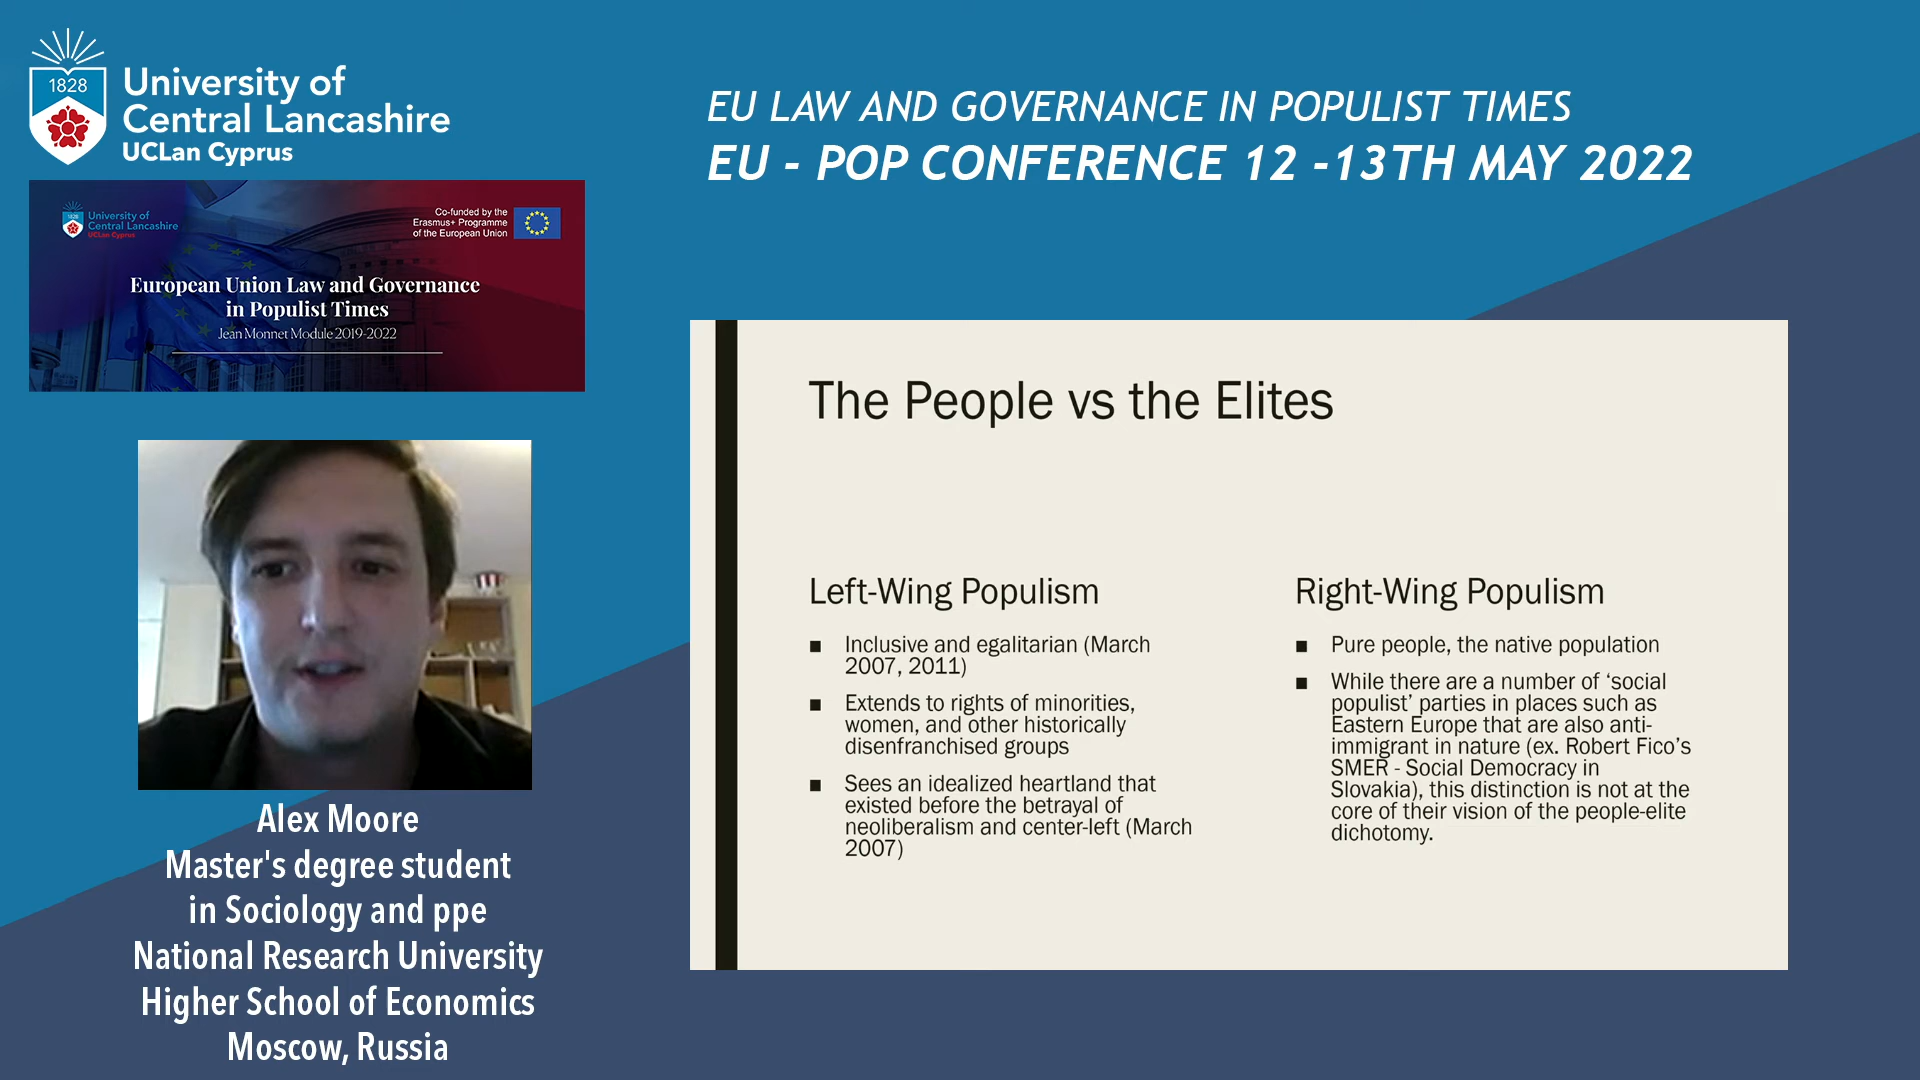 1828
University of
Central Lancashire
UCLan Cyprus
EU LAW AND GOVERNANCE IN POPULIST TIMES
EU - POP CONFERENCE 12 -13TH MAY 2022
1828
University of
Central Lancashire
UCLan Cyprus
Co-funded by the
Erasmus+ Programme
of the European Union
European Union Law and Governance
in Populist Times
Jean Monnet Module 2019-2022
Alex Moore
Master's degree student
in Sociology and ppe
National Research University
Higher School of Economics
Moscow, Russia
The People vs the Elites
Left-Wing Populism
■ Inclusive and egalitarian (March
2007, 2011)
■ Extends to rights of minorities,
women, and other historically
disenfranchised groups
■ Sees an idealized heartland that
existed before the betrayal of
neoliberalism and center-left (March
2007)
Right-Wing Populism
■ Pure people, the native population
■ While there are a number of ‘social
populist’ parties in places such as
Eastern Europe that are also anti-
immigrant in nature (ex. Robert Fico’s
SMER - Social Democracy in
Slovakia), this distinction is not at the
core of their vision of the people-elite
dichotomy.